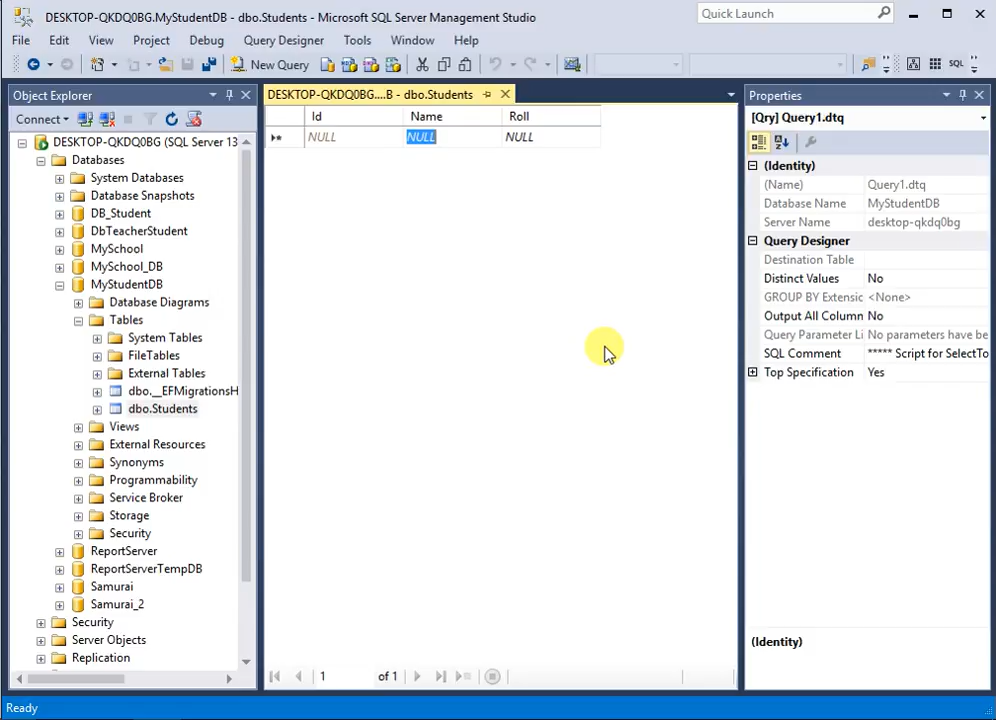 DESKTOP-QKDQ0BG.MyStudentDB - dbo.Students - Microsoft SQL Server Management Studio
Quick Launch
File Edit View Project Debug Query Designer Tools Window Help
New Query
SQL
Object Explorer
Connect
DESKTOP-QKDQ0BG (SQL Server 13
Databases
System Databases
Database Snapshots
DB_Student
DbTeacherStudent
MySchool
MySchool_DB
MyStudentDB
Database Diagrams
Tables
System Tables
FileTables
External Tables
dbo.__EFMigrationsH
dbo.Students
Views
External Resources
Synonyms
Programmability
Service Broker
Storage
Security
ReportServer
ReportServerTempDB
Samurai
Samurai_2
Security
Server Objects
Replication
DESKTOP-QKDQ0BG....B - dbo.Students
Id Name Roll
NULL NULL NULL
1 of 1
Properties
[Qry] Query1.dtq
(Identity)
(Name) Query1.dtq
Database Name MyStudentDB
Server Name desktop-qkdq0bg
Query Designer
Destination Table
Distinct Values No
GROUP BY Extensic <None>
Output All Column No
Query Parameter Li No parameters have be
SQL Comment ***** Script for SelectTo
Top Specification Yes
(Identity)
Ready